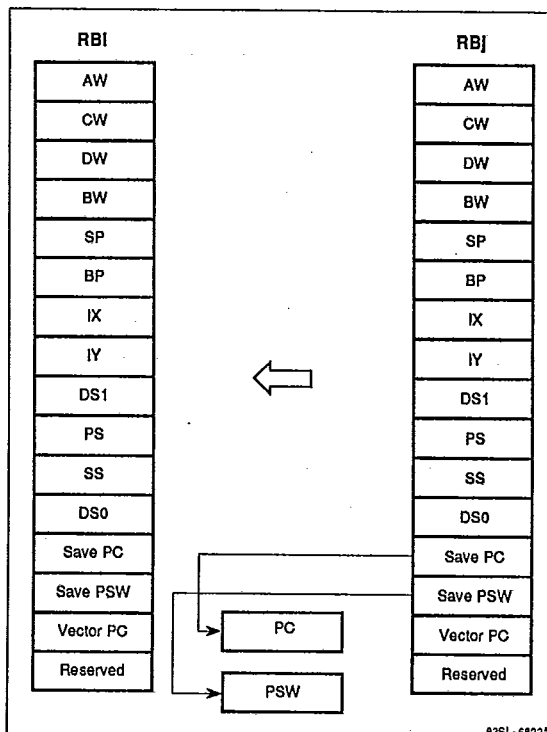 RBi
RBj
AW
CW
DW
BW
SP
BP
IX
IY
DS1
PS
SS
DS0
Save PC
Save PSW
Vector PC
Reserved
AW
CW
DW
BW
SP
BP
IX
IY
DS1
PS
SS
DS0
Save PC
Save PSW
Vector PC
Reserved
PC
PSW